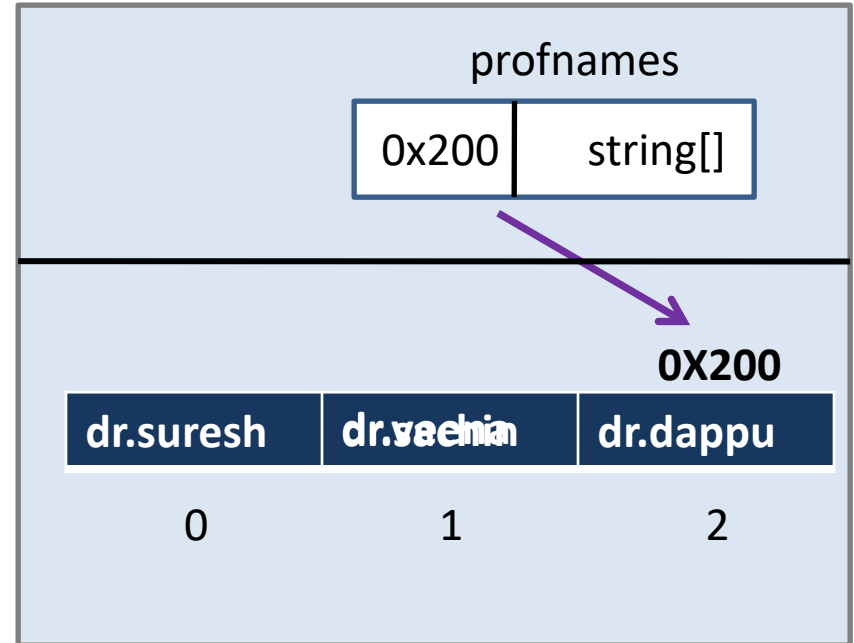 profnames
0x200 string[]
0X200
dr.suresh dr.dappu
0 1 2